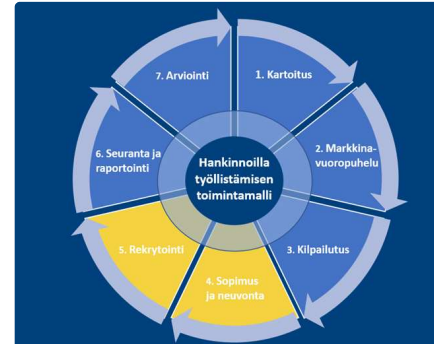 Hankinnoilla
työllistämisen
toimintamalli
1. Kartoitus
2. Markkina-
vuoropuhelu
3. Kilpailutus
4. Sopimus
ja neuvonta
5. Rekrytointi
6. Seuranta ja
raportointi
7. Arviointi